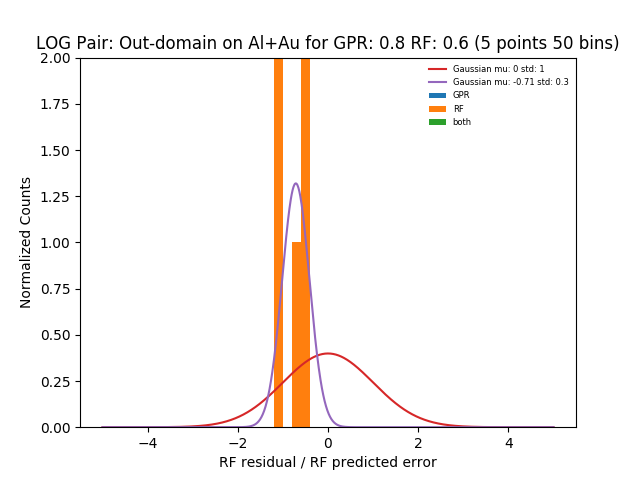 LOG Pair: Out-domain on Al+Au for GPR: 0.8 RF: 0.6 (5 points 50 bins)
Gaussian mu: 0 std: 1
Gaussian mu: -0.71 std: 0.3
GPR
RF
both
Normalized Counts
2.00
1.75
1.50
1.25
1.00
0.75
0.50
0.25
0.00
−4
−2
0
2
4
RF residual / RF predicted error